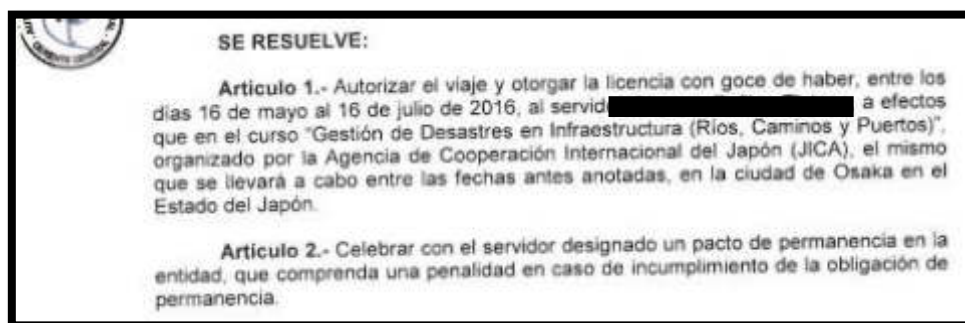 SE RESUELVE:
Articulo 1.- Autorizar el viaje y otorgar la licencia con goce de haber, entre los
días 16 de mayo al 16 de julio de 2016, al servido a efectos
que en el curso "Gestión de Desastres en Infraestructura (Ríos, Caminos y Puertos)",
organizado por la Agencia de Cooperación Internacional del Japón (JICA), el mismo
que se llevará a cabo entre las fechas antes anotadas, en la ciudad de Osaka en el
Estado del Japón.
Articulo 2.- Celebrar con el servidor designado un pacto de permanencia en la
entidad, que comprenda una penalidad en caso de incumplimiento de la obligación de
permanencia.